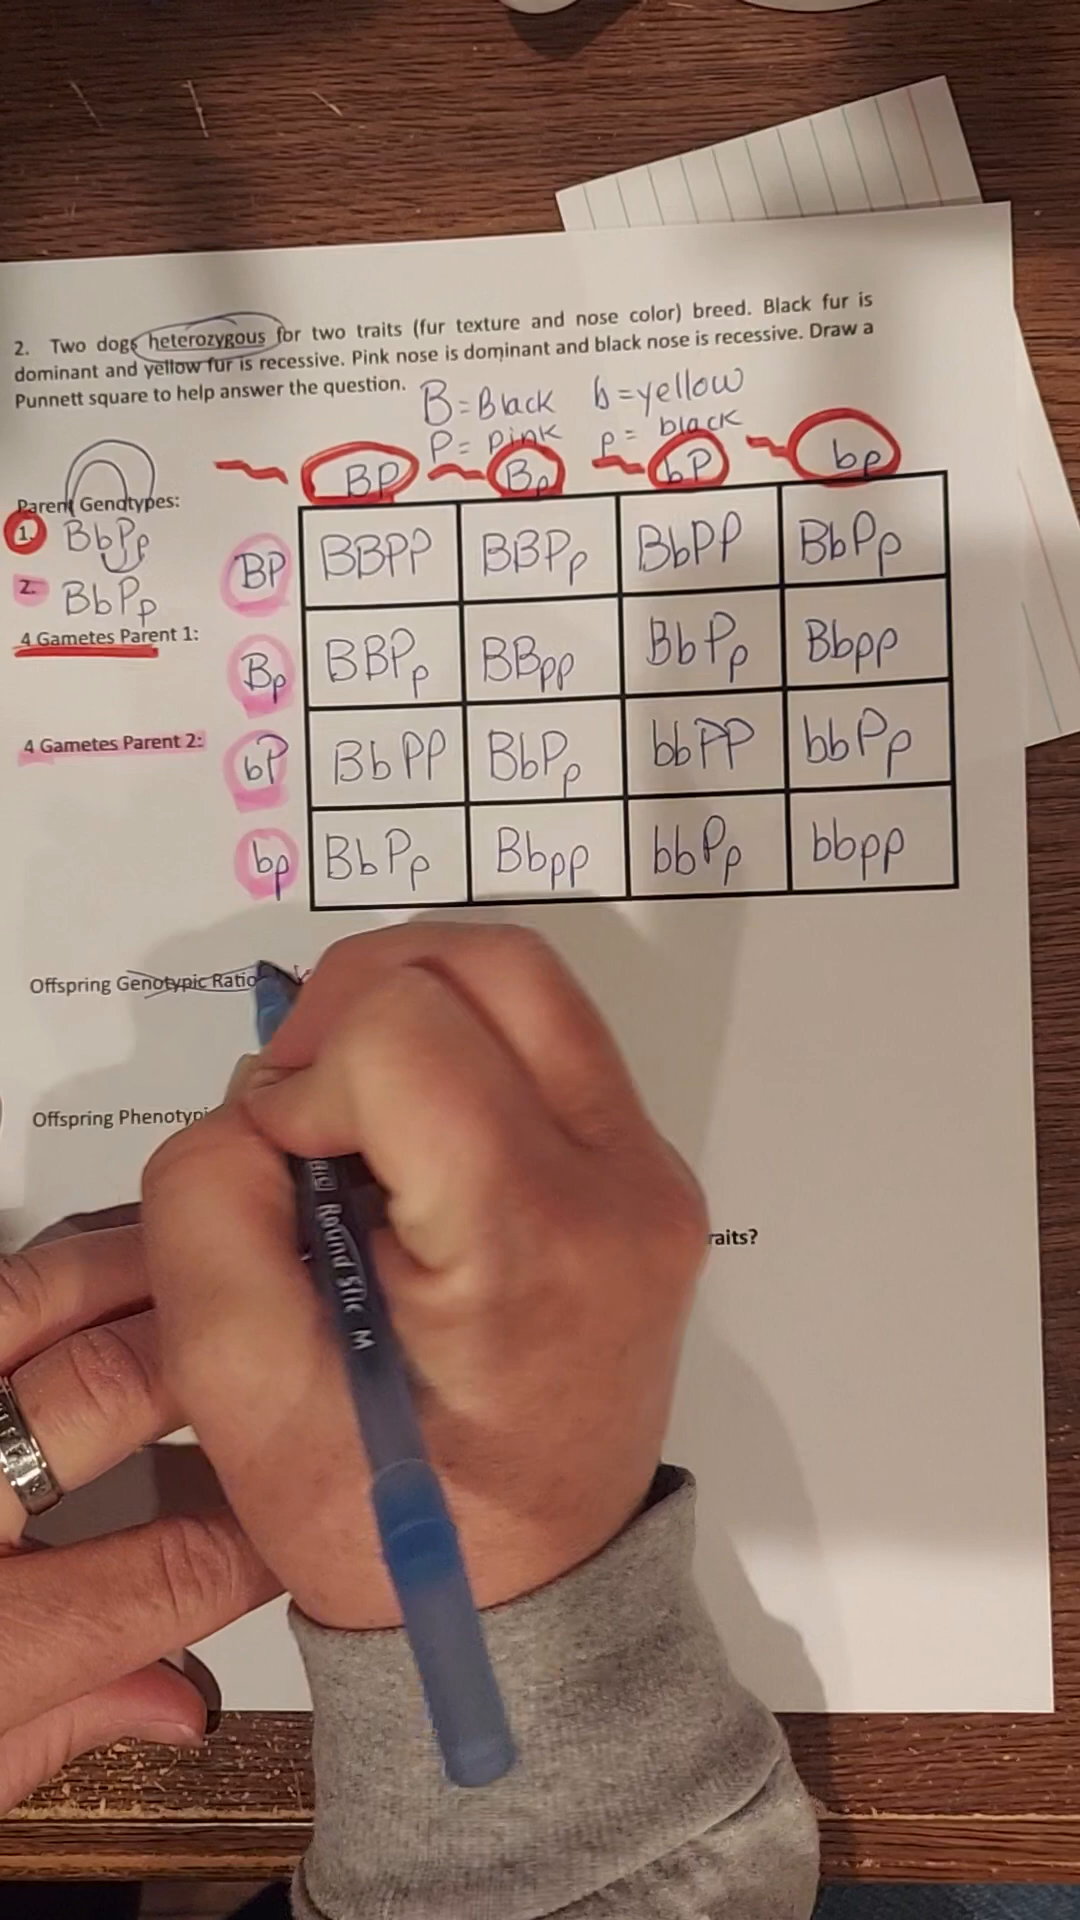 2. Two dogs heterozygous for two traits (fur texture and nose color) breed. Black fur is
dominant and yellow fur is recessive. Pink nose is dominant and black nose is recessive. Draw a
Punnett square to help answer the question.
B=Black b=yellow
P= pink p= black
BP Bp bP bp
Parent Genotypes:
1. BbPp
2. BbPp
4 Gametes Parent 1:
4 Gametes Parent 2:
BP BBPP BBPp BbPP BbPp
Bp BBPp BBpp BbPp Bbpp
bP BbPP BbPp bbPP bbPp
bp BbPp Bbpp bbPp bbpp
Offspring Genotypic Ratio
Offspring
raits?
BIC Round Stic M